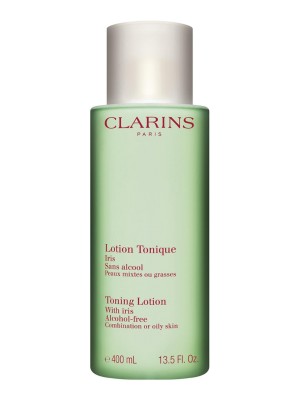 CLARINS
PARIS
Lotion Tonique
Iris
Sans alcool
Peaux mixtes ou grasses
Toning Lotion
With iris
Alcohol-free
Combination or oily skin
℮ 400 mL 13.5 Fl. Oz.